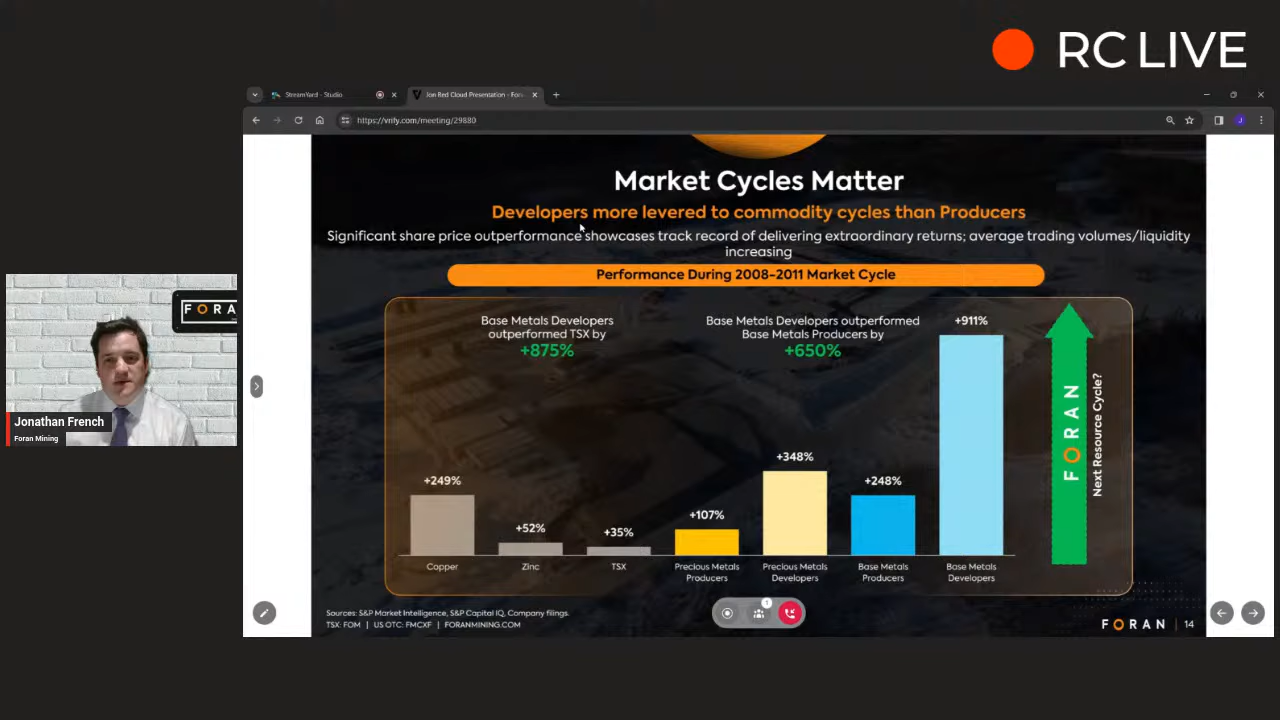 RC LIVE
StreamYard - Studio
Jon Red Cloud Presentation - For
https://vrify.com/meeting/29880
Market Cycles Matter
Developers more levered to commodity cycles than Producers
Significant share price outperformance showcases track record of delivering extraordinary returns; average trading volumes/liquidity
increasing
Performance During 2008-2011 Market Cycle
Base Metals Developers
outperformed TSX by
+875%
Base Metals Developers outperformed
Base Metals Producers by
+650%
+249%
+52%
+35%
+107%
+348%
+248%
+911%
Copper
Zinc
TSX
Precious Metals
Producers
Precious Metals
Developers
Base Metals
Producers
Base Metals
Developers
FORAN
Next Resource Cycle?
Sources: S&P Market Intelligence, S&P Capital IQ, Company filings.
TSX: FOM | US OTC: FMCXF | FORANMINING.COM
1
FORAN | 14
FORA
Jonathan French
Foran Mining
J